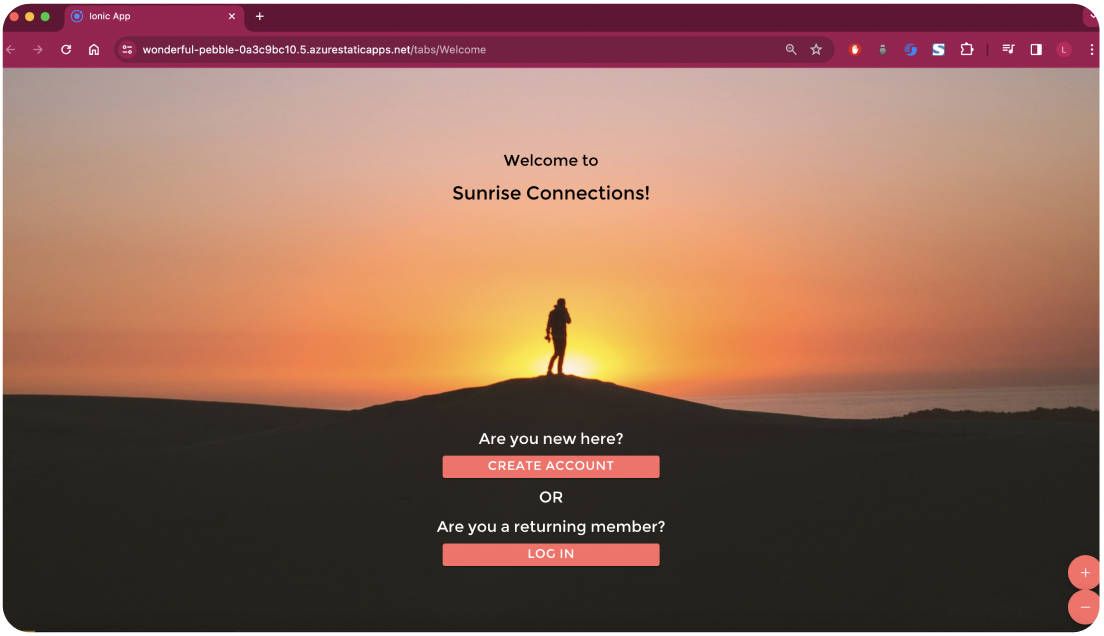 Ionic App
wonderful-pebble-0a3c9bc10.5.azurestaticapps.net/tabs/Welcome
S
L
Welcome to
Sunrise Connections!
Are you new here?
CREATE ACCOUNT
OR
Are you a returning member?
LOG IN
+
−